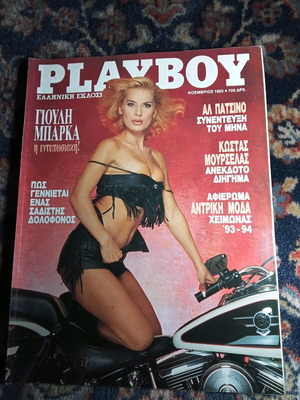 PLAYBOY
ΕΛΛΗΝΙΚΗ ΕΚΔΟΣΗ
ΝΟΕΜΒΡΙΟΣ 1993 • 700 ΔΡΧ.
ΓΙΟΥΛΗ
ΜΠΑΡΚΑ
η εντυπωσιακή!
ΠΩΣ
ΓΕΝΝΙΕΤΑΙ
ΕΝΑΣ
ΣΑΔΙΣΤΗΣ
ΔΟΛΟΦΟΝΟΣ
ΑΛ ΠΑΤΣΙΝΟ
ΣΥΝΕΝΤΕΥΞΗ
ΤΟΥ ΜΗΝΑ
ΚΩΣΤΑΣ
ΜΟΥΡΣΕΛΑΣ
ΑΝΕΚΔΟΤΟ
ΔΙΗΓΗΜΑ
ΑΦΙΕΡΩΜΑ
ΑΝΤΡΙΚΗ ΜΟΔΑ
ΧΕΙΜΩΝΑΣ
'93 - 94